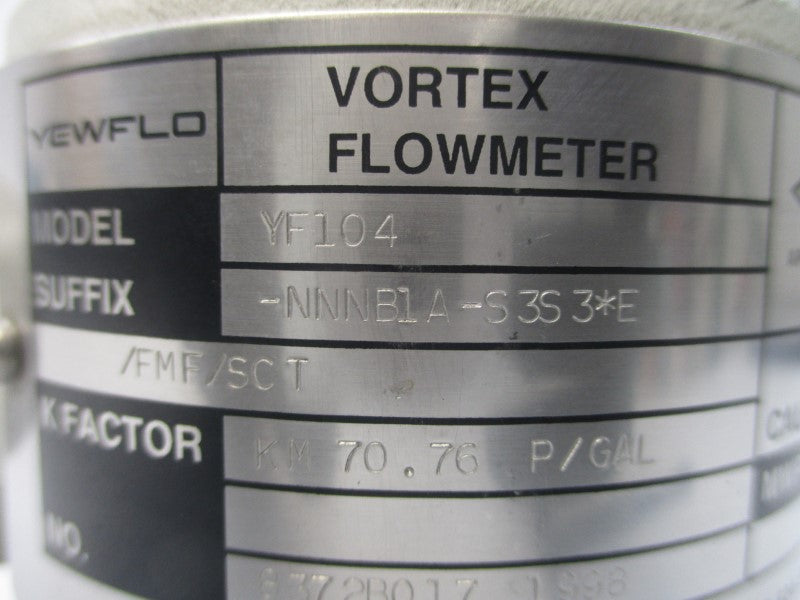 YEWFLO
VORTEX
FLOWMETER
MODEL YF104
SUFFIX -NNNB1A-S3S3*E
/FMF/SCT
K FACTOR KM 70.76 P/GAL
NO.